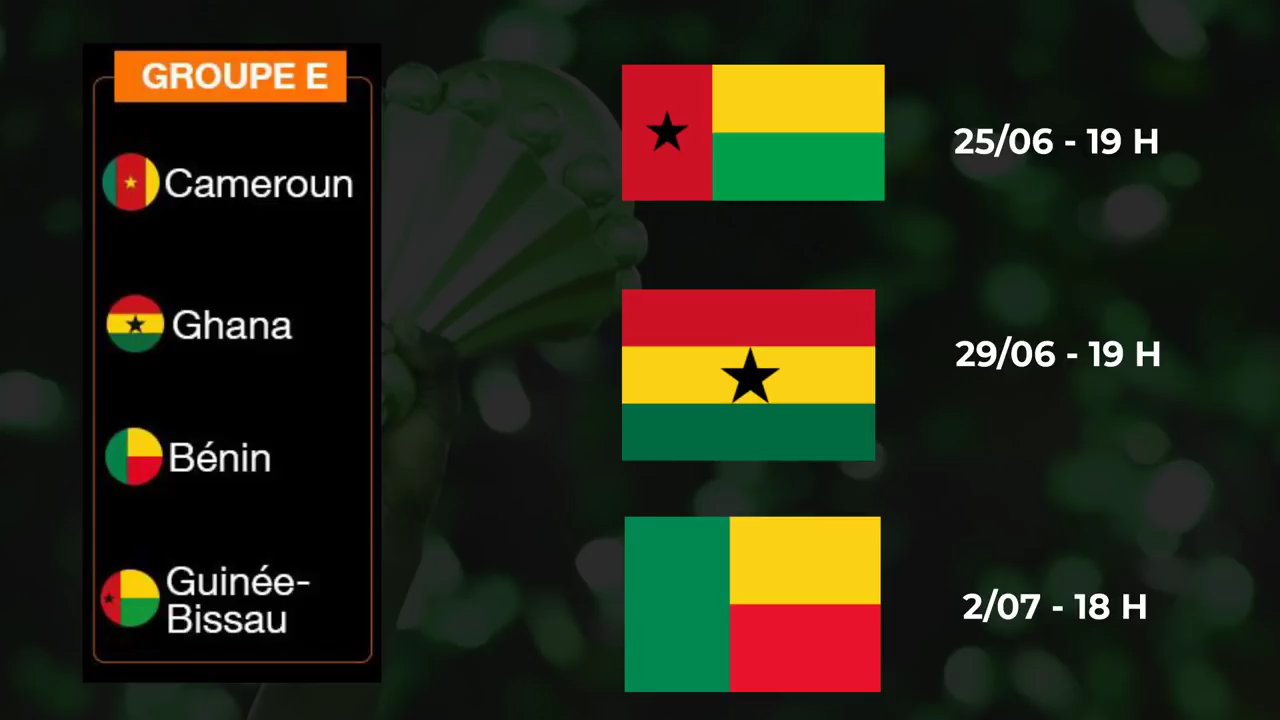 GROUPE E
Cameroun
Ghana
Bénin
Guinée-
Bissau
25/06 - 19 H
29/06 - 19 H
2/07 - 18 H